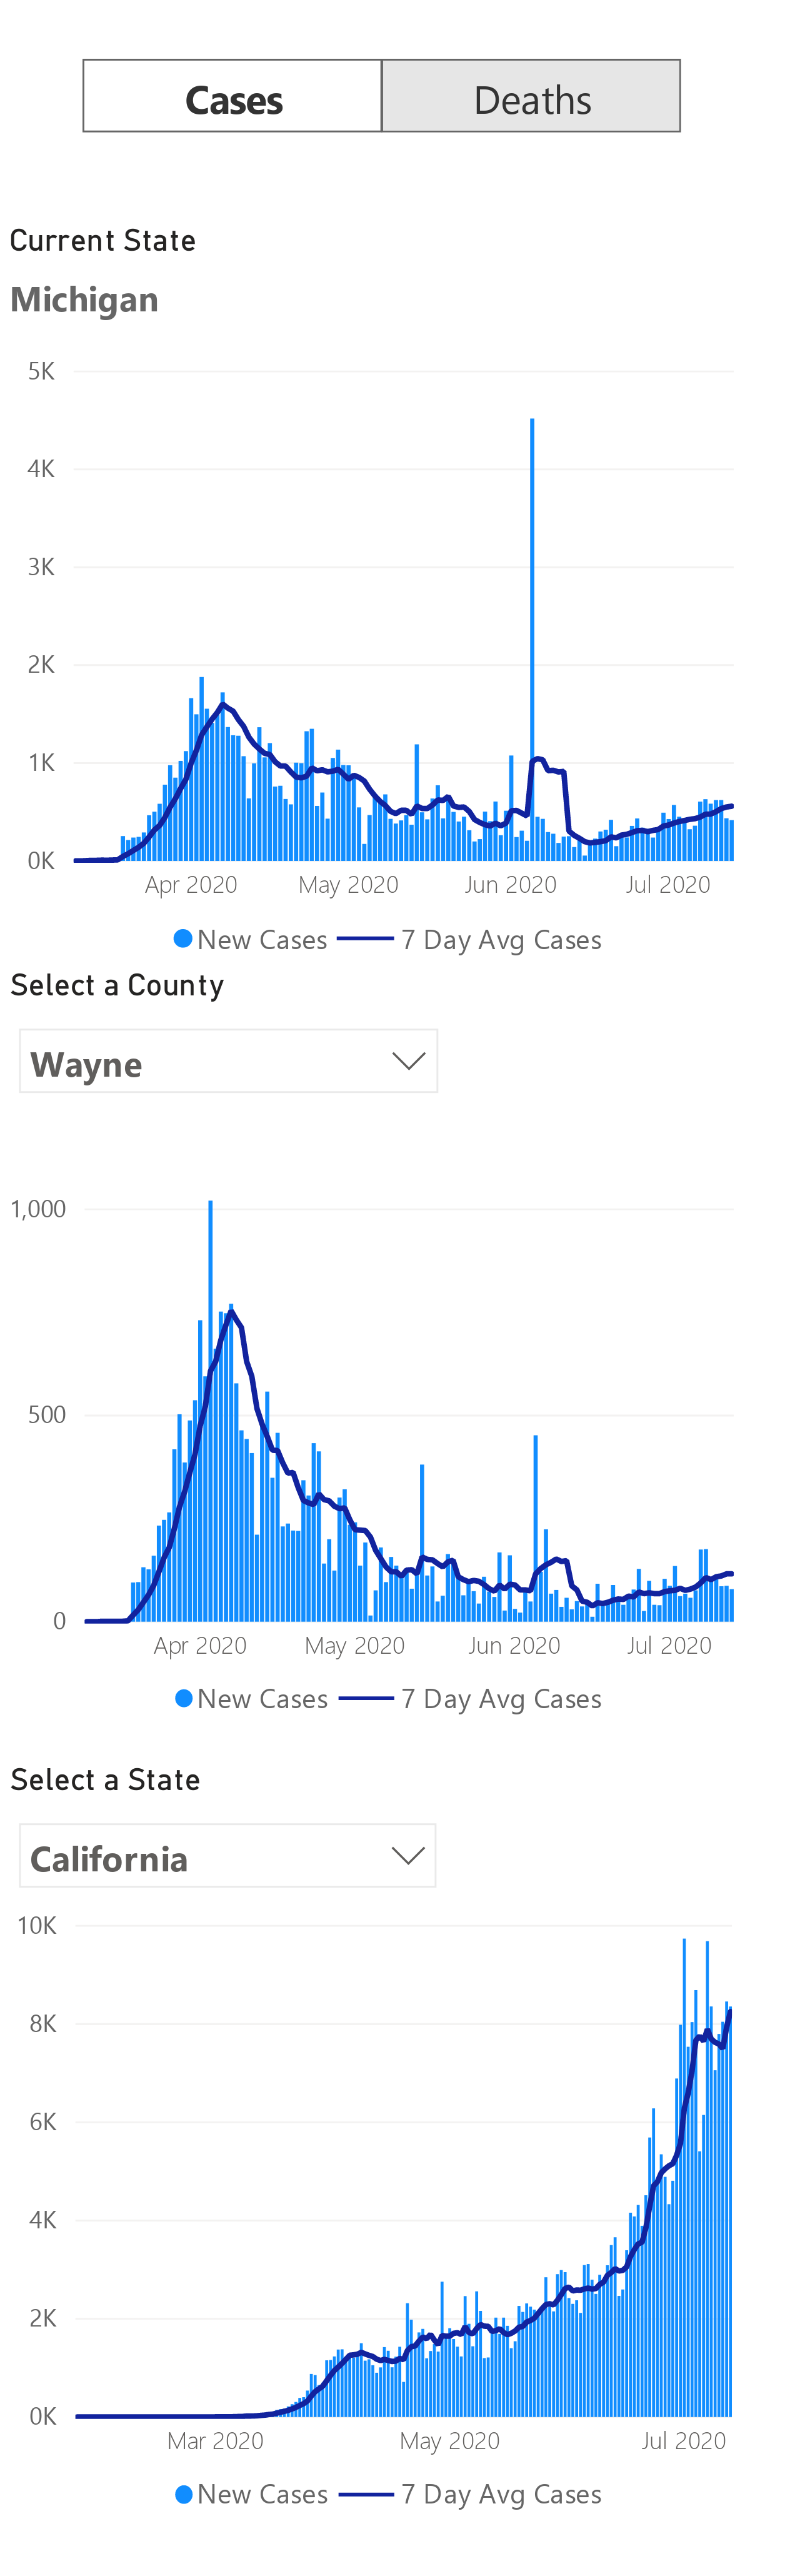 Cases Deaths
Current State
Michigan
5K
4K
3K
2K
1K
0K
Apr 2020 May 2020 Jun 2020 Jul 2020
New Cases 7 Day Avg Cases
Select a County
Wayne
1,000
500
0
Apr 2020 May 2020 Jun 2020 Jul 2020
New Cases 7 Day Avg Cases
Select a State
California
10K
8K
6K
4K
2K
0K
Mar 2020 May 2020 Jul 2020
New Cases 7 Day Avg Cases